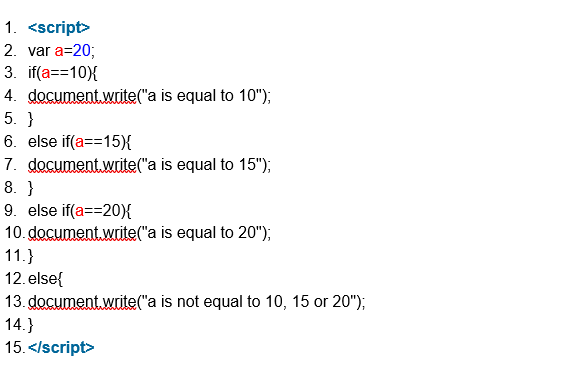 1. <script>
2. var a=20;
3. if(a==10){
4. document.write("a is equal to 10");
5. }
6. else if(a==15){
7. document.write("a is equal to 15");
8. }
9. else if(a==20){
10. document.write("a is equal to 20");
11. }
12. else{
13. document.write("a is not equal to 10, 15 or 20");
14. }
15. </script>